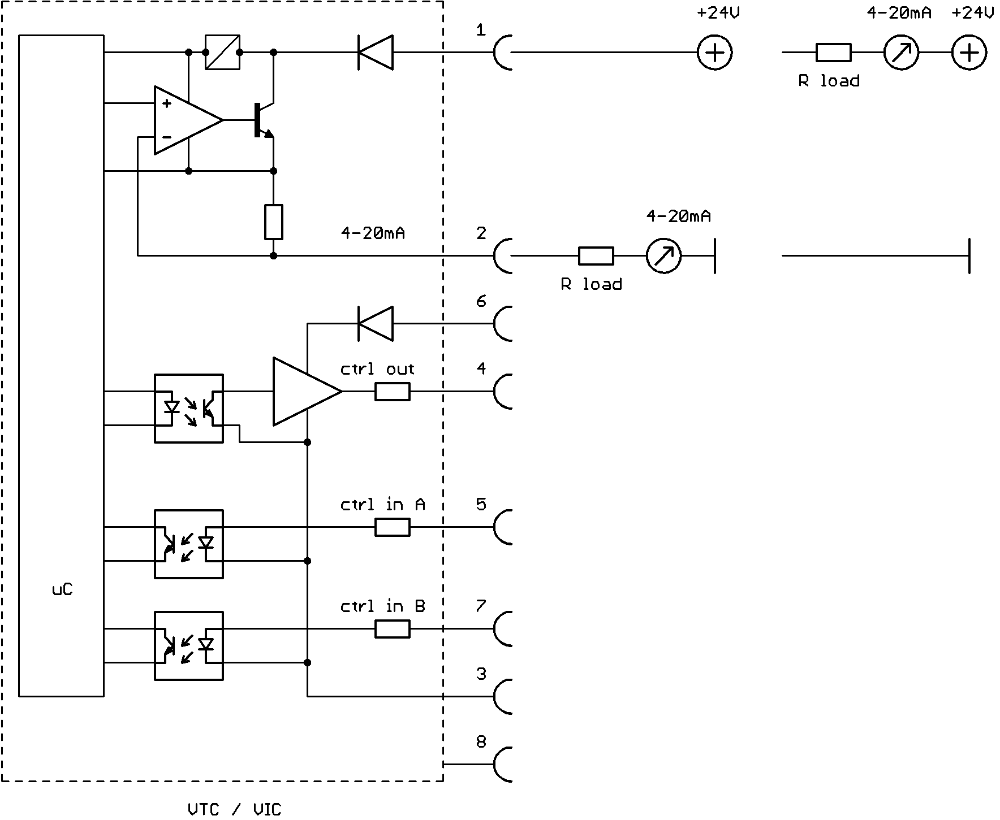 +24V
4-20mA
+24V
1
R load
+
-
4-20mA
4-20mA
2
R load
6
ctrl out
4
ctrl in A
5
uC
ctrl in B
7
3
8
VTC / VIC